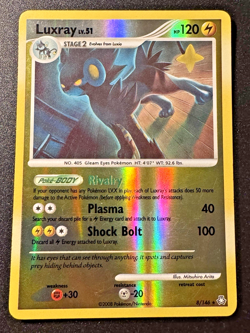 Luxray LV.51
HP 120
STAGE 2 Evolves from Luxio
NO. 405 Gleam Eyes Pokémon HT: 4'07" WT: 92.6 lbs.
Poké-BODY Rivalry
If your opponent has any Pokémon LV.X in play, each of Luxray's attacks does 50 more
damage to the Active Pokémon (before applying Weakness and Resistance).
Plasma 40
Search your discard pile for a Energy card and attach it to Luxray.
Shock Bolt 100
Discard all Energy attached to Luxray.
It has eyes that can see through anything. It spots and captures
prey hiding behind objects.
Illus. Mitsuhiro Arita
weakness resistance retreat cost
+30 -20
©2008 Pokémon
8/146